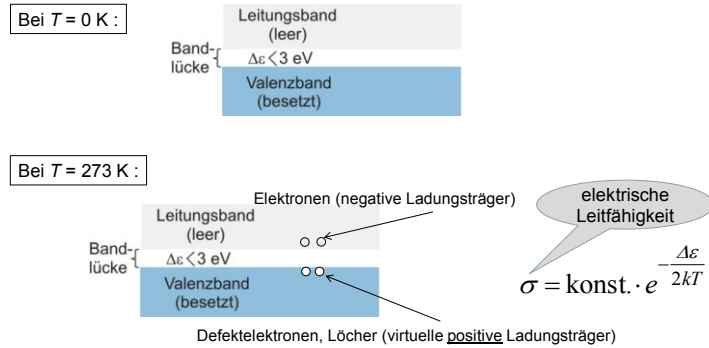 Bei T = 0 K :
Leitungsband
(leer)
Band-
lücke
Δε < 3 eV
Valenzband
(besetzt)
Bei T = 273 K :
Elektronen (negative Ladungsträger)
elektrische
Leitfähigkeit
Leitungsband
(leer)
Band-
lücke
Δε < 3 eV
Valenzband
(besetzt)
σ = konst. · e^(-Δε/2kT)
Defektelektronen, Löcher (virtuelle positive Ladungsträger)